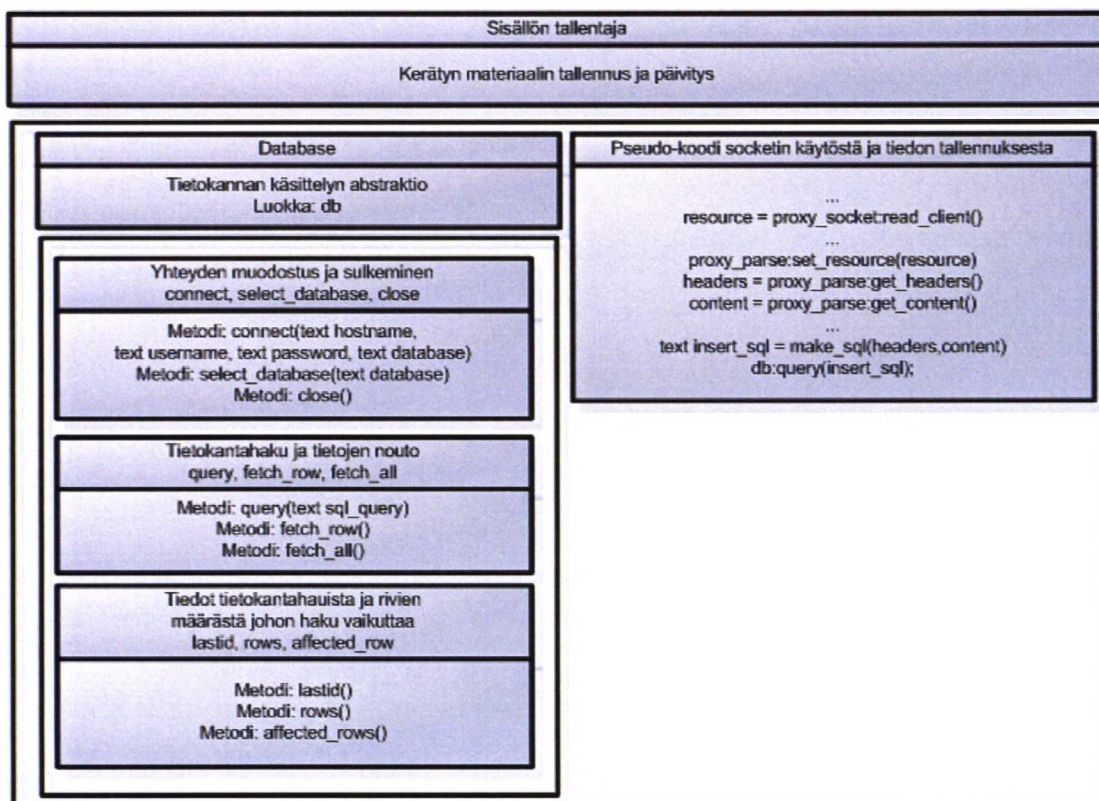 Sisällön tallentaja
Kerätyn materiaalin tallennus ja päivitys
Database
Tietokannan käsittelyn abstraktio
Luokka: db
Yhteyden muodostus ja sulkeminen
connect, select_database, close
Metodi: connect(text hostname,
text username, text password, text database)
Metodi: select_database(text database)
Metodi: close()
Tietokantahaku ja tietojen nouto
query, fetch_row, fetch_all
Metodi: query(text sql_query)
Metodi: fetch_row()
Metodi: fetch_all()
Tiedot tietokantahauista ja rivien
määrästä johon haku vaikuttaa
lastid, rows, affected_row
Metodi: lastid()
Metodi: rows()
Metodi: affected_rows()
Pseudo-koodi socketin käytöstä ja tiedon tallennuksesta
...
resource = proxy_socket:read_client()
...
proxy_parse:set_resource(resource)
headers = proxy_parse:get_headers()
content = proxy_parse:get_content()
...
text insert_sql = make_sql(headers,content)
db:query(insert_sql);